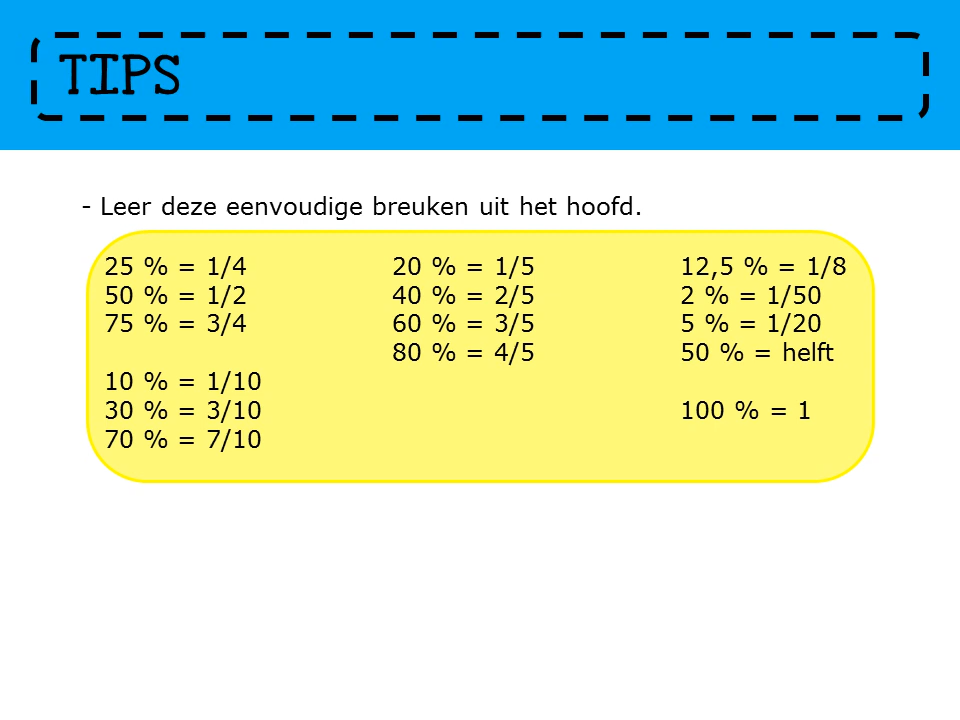 TIPS
- Leer deze eenvoudige breuken uit het hoofd.
25 % = 1/4 20 % = 1/5 12,5 % = 1/8
50 % = 1/2 40 % = 2/5 2 % = 1/50
75 % = 3/4 60 % = 3/5 5 % = 1/20
80 % = 4/5 50 % = helft
10 % = 1/10
30 % = 3/10 100 % = 1
70 % = 7/10